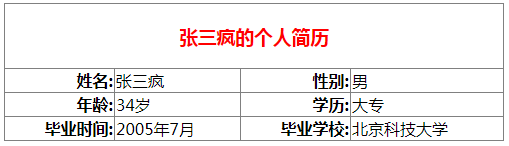 张三疯的个人简历
姓名:张三疯 性别:男
年龄:34岁 学历:大专
毕业时间:2005年7月 毕业学校:北京科技大学